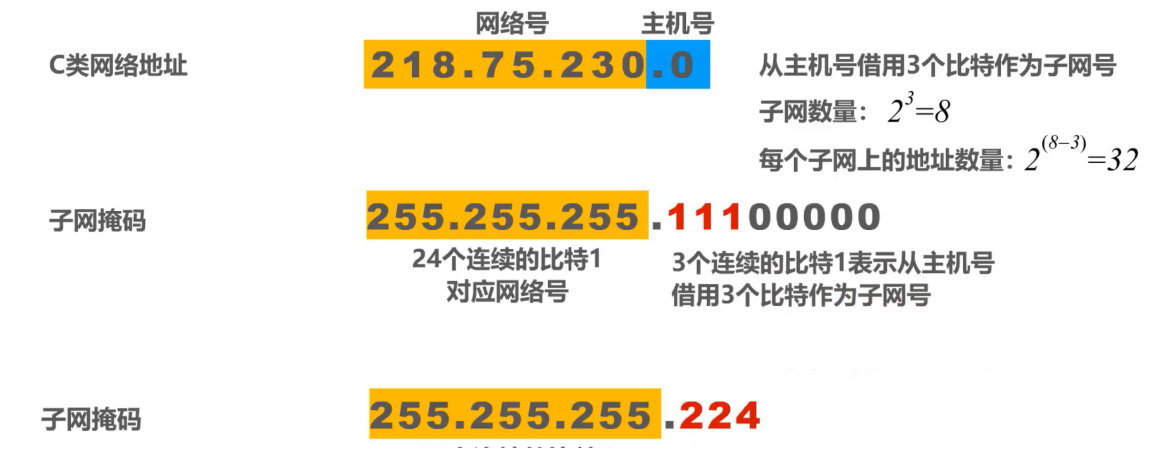 网络号 主机号
C类网络地址 218.75.230.0 从主机号借用3个比特作为子网号
子网数量： 2^3=8
每个子网上的地址数量：2^(8-3)=32
子网掩码 255.255.255.11100000
24个连续的比特1
对应网络号
3个连续的比特1表示从主机号
借用3个比特作为子网号
子网掩码 255.255.255.224